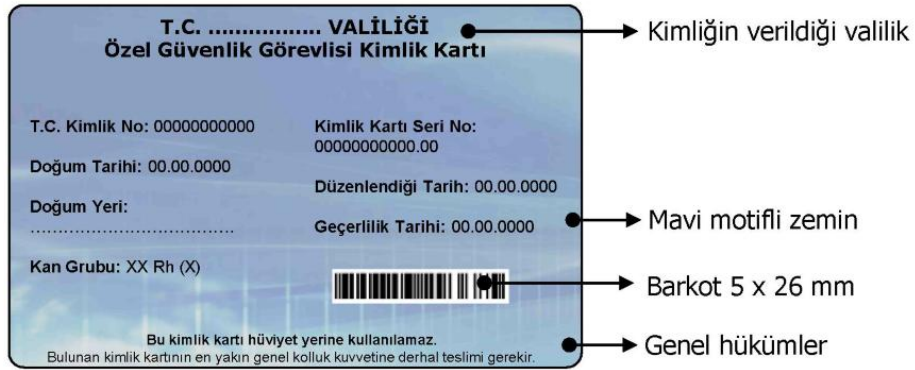 T.C. ................. VALİLİĞİ
Özel Güvenlik Görevlisi Kimlik Kartı
Kimliğin verildiği valilik
T.C. Kimlik No: 00000000000
Kimlik Kartı Seri No:
00000000000.00
Doğum Tarihi: 00.00.0000
Düzenlendiği Tarih: 00.00.0000
Doğum Yeri:
....................................
Geçerlilik Tarihi: 00.00.0000
Mavi motifli zemin
Kan Grubu: XX Rh (X)
Barkot 5 x 26 mm
Bu kimlik kartı hüviyet yerine kullanılamaz.
Bulunan kimlik kartının en yakın genel kolluk kuvvetine derhal teslimi gerekir.
Genel hükümler